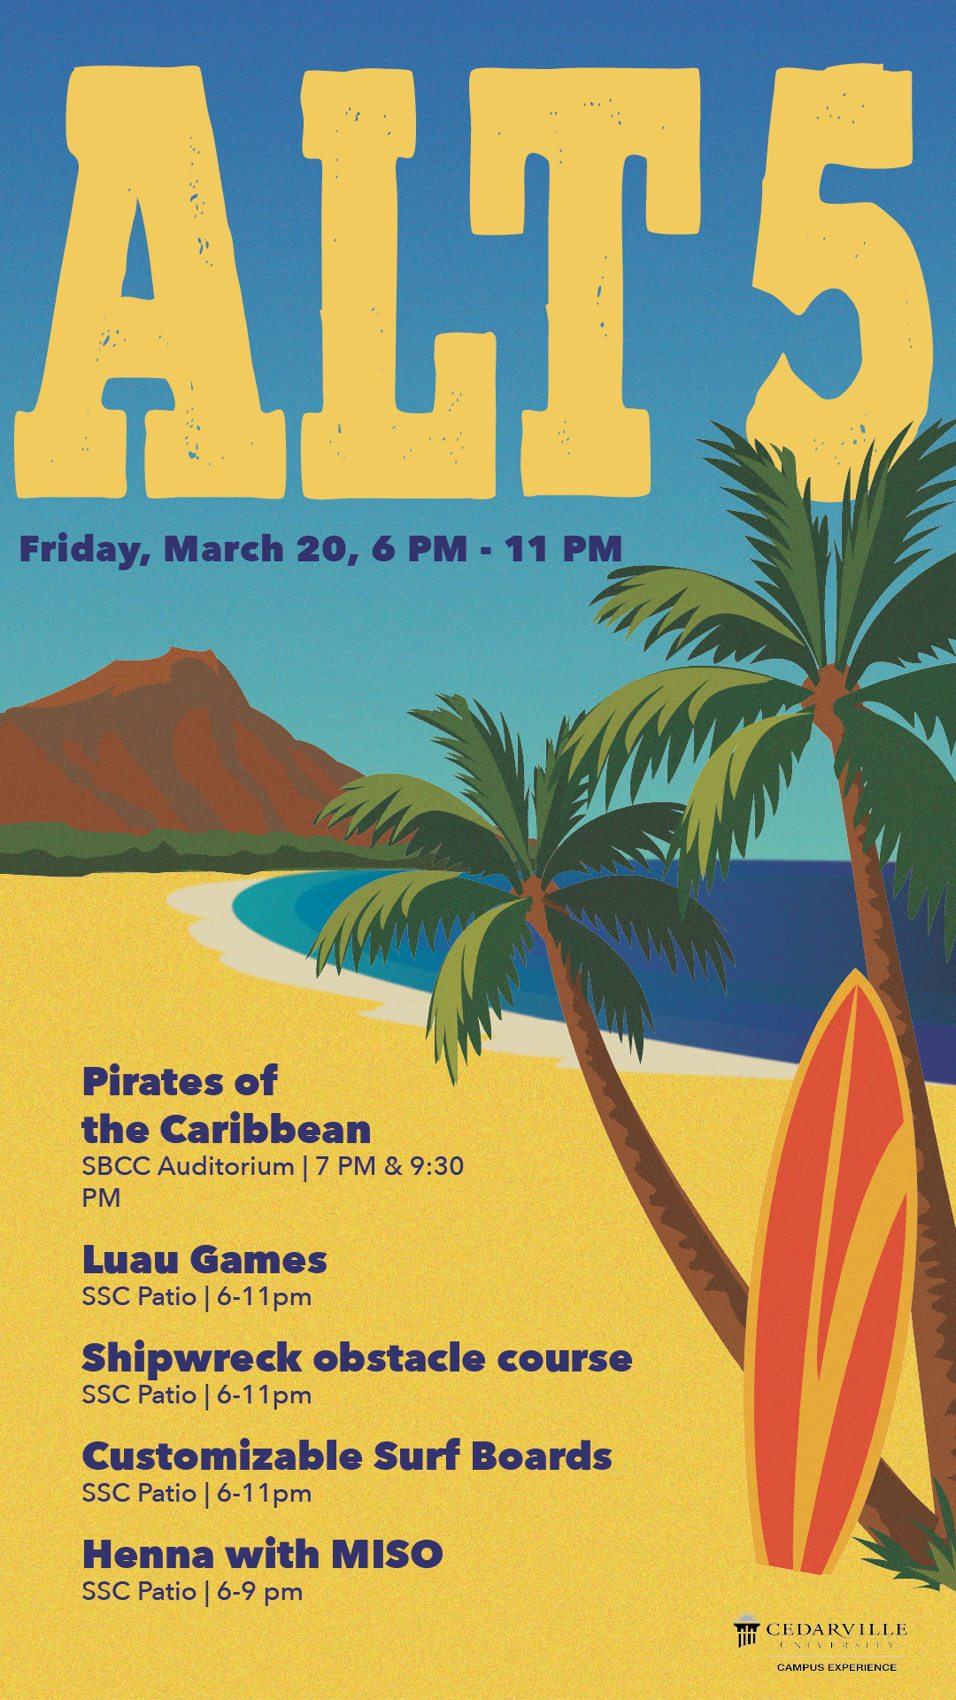 ALT 5
Friday, March 20, 6 PM - 11 PM
Pirates of
the Caribbean
SBCC Auditorium | 7 PM & 9:30
PM
Luau Games
SSC Patio | 6-11pm
Shipwreck obstacle course
SSC Patio | 6-11pm
Customizable Surf Boards
SSC Patio | 6-11pm
Henna with MISO
SSC Patio | 6-9 pm
CEDARVILLE
UNIVERSITY
CAMPUS EXPERIENCE